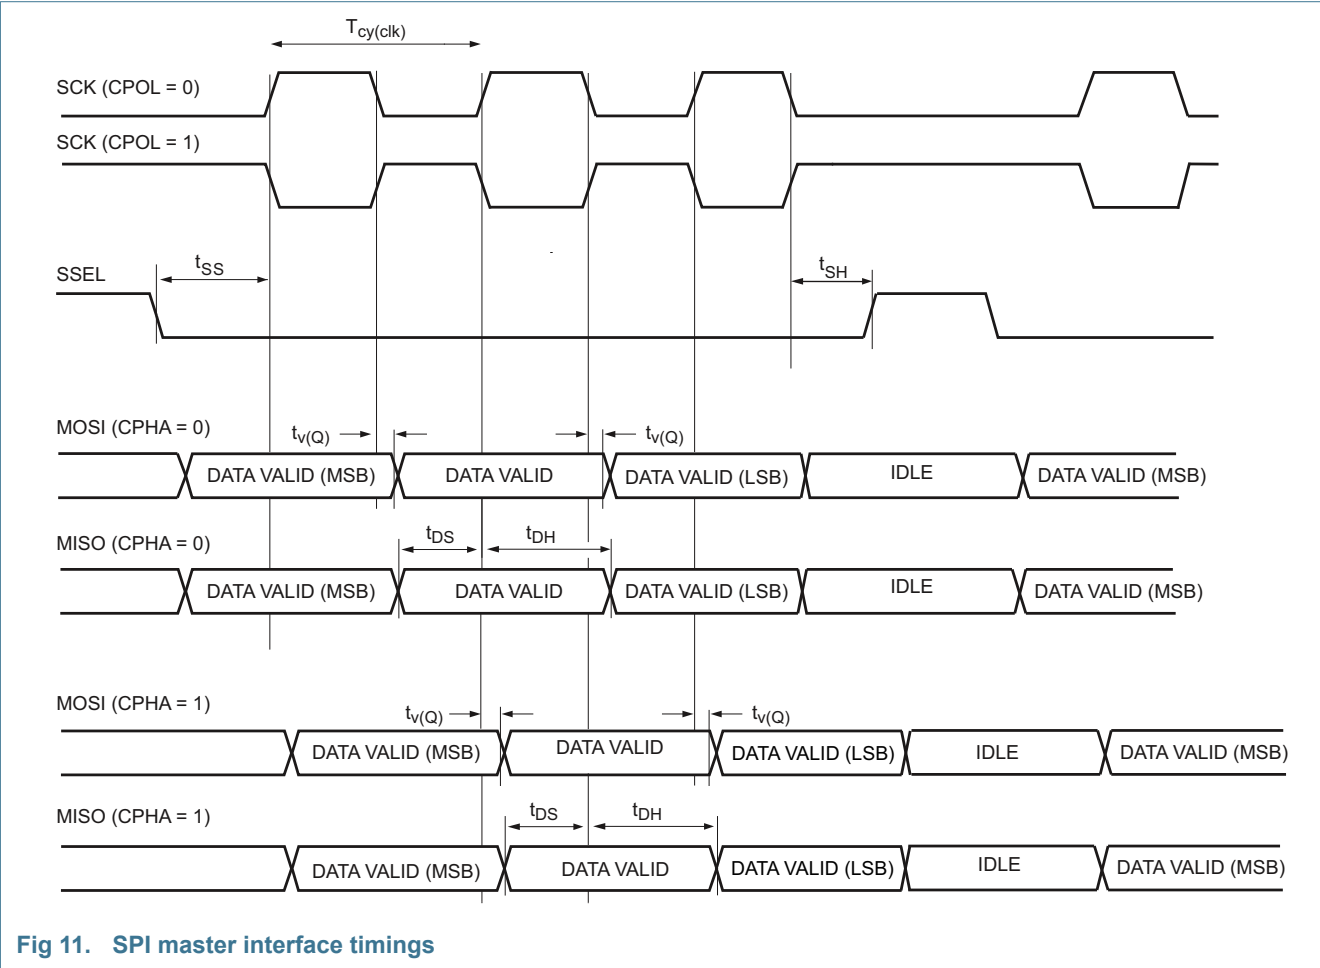 Tcy(clk)
SCK (CPOL = 0)
SCK (CPOL = 1)
SSEL
tSS
tSH
MOSI (CPHA = 0)
tv(Q)
tv(Q)
DATA VALID (MSB)
DATA VALID
DATA VALID (LSB)
IDLE
DATA VALID (MSB)
MISO (CPHA = 0)
tDS
tDH
DATA VALID (MSB)
DATA VALID
DATA VALID (LSB)
IDLE
DATA VALID (MSB)
MOSI (CPHA = 1)
tv(Q)
tv(Q)
DATA VALID (MSB)
DATA VALID
DATA VALID (LSB)
IDLE
DATA VALID (MSB)
MISO (CPHA = 1)
tDS
tDH
DATA VALID (MSB)
DATA VALID
DATA VALID (LSB)
IDLE
DATA VALID (MSB)
Fig 11. SPI master interface timings